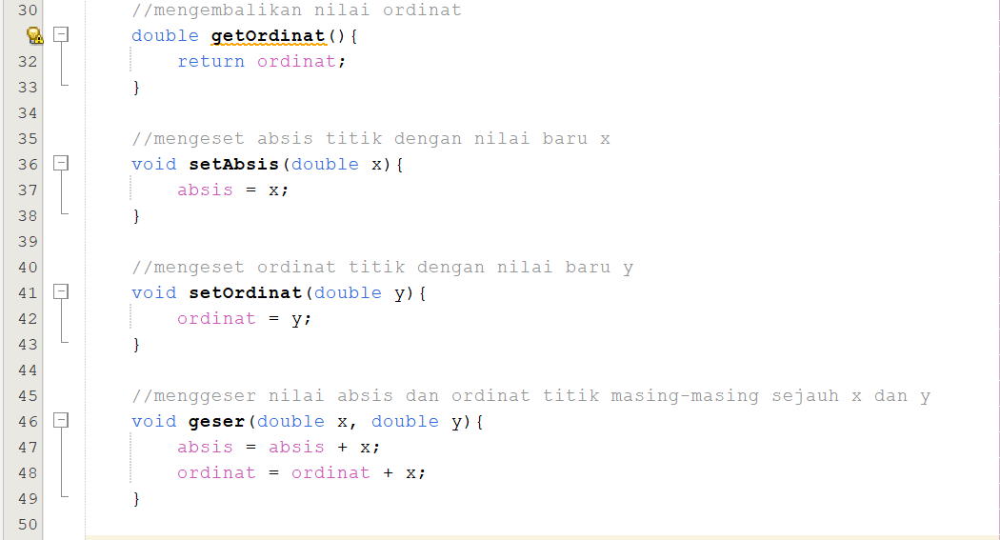 30 //mengembalikan nilai ordinat
double getOrdinat(){
32 return ordinat;
33 }
34
35 //mengeset absis titik dengan nilai baru x
36 void setAbsis(double x){
37 absis = x;
38 }
39
40 //mengeset ordinat titik dengan nilai baru y
41 void setOrdinat(double y){
42 ordinat = y;
43 }
44
45 //menggeser nilai absis dan ordinat titik masing-masing sejauh x dan y
46 void geser(double x, double y){
47 absis = absis + x;
48 ordinat = ordinat + x;
49 }
50